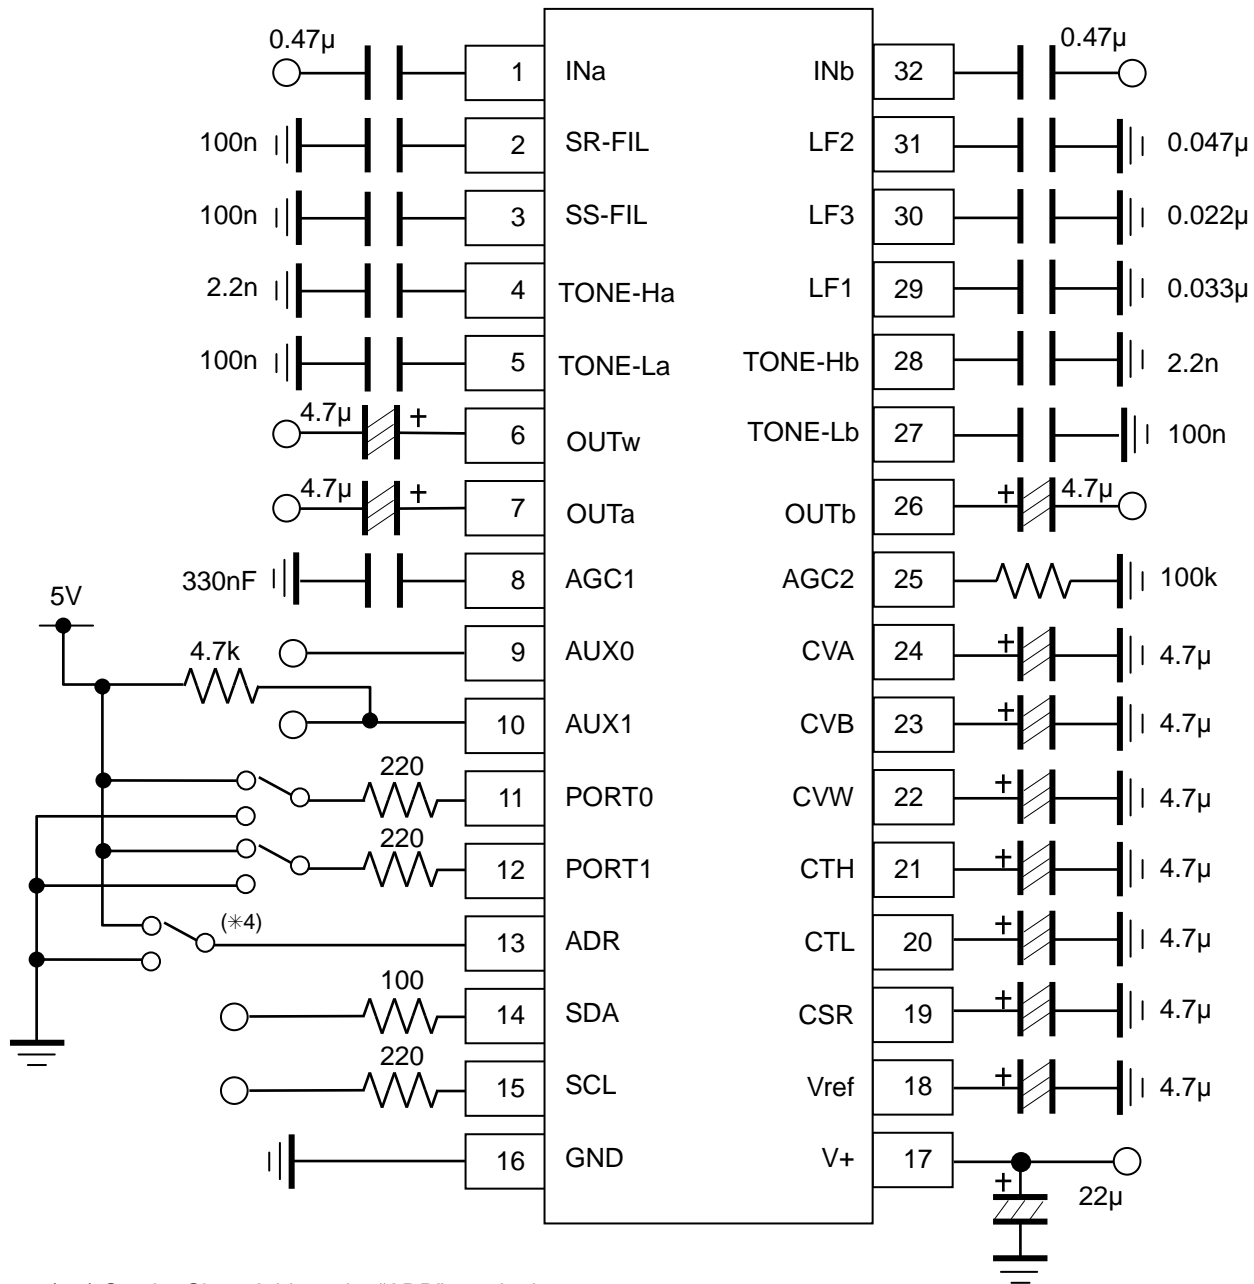 0.47µ 1 INa INb 32 0.47µ
100n 2 SR-FIL LF2 31 0.047µ
100n 3 SS-FIL LF3 30 0.022µ
2.2n 4 TONE-Ha LF1 29 0.033µ
100n 5 TONE-La TONE-Hb 28 2.2n
4.7µ + 6 OUTw TONE-Lb 27 100n
4.7µ + 7 OUTa OUTb 26 + 4.7µ
330nF 8 AGC1 AGC2 25 100k
5V
4.7k 9 AUX0 CVA 24 + 4.7µ
10 AUX1 CVB 23 + 4.7µ
220 11 PORT0 CVW 22 + 4.7µ
220 12 PORT1 CTH 21 + 4.7µ
(✳4) 13 ADR CTL 20 + 4.7µ
100 14 SDA CSR 19 + 4.7µ
220 15 SCL Vref 18 + 4.7µ
16 GND V+ 17 + 22µ